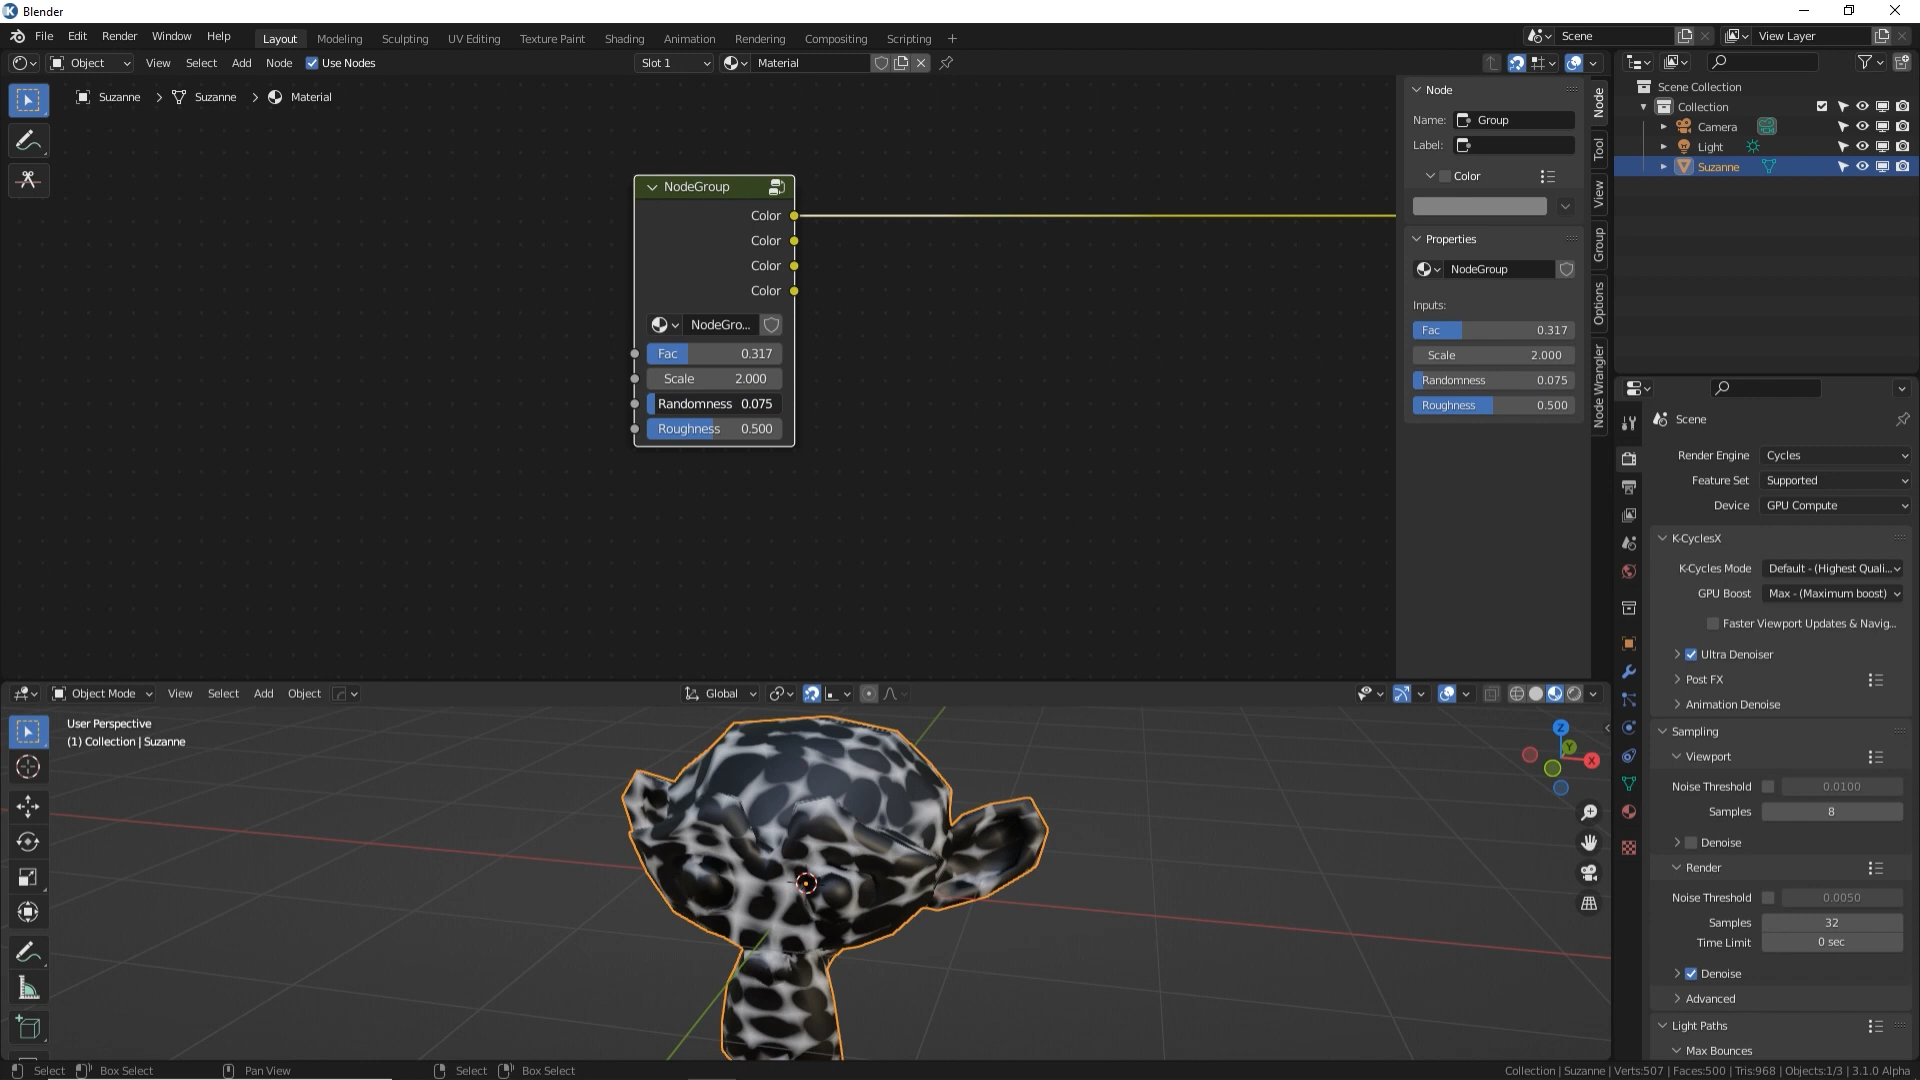 Blender
File Edit Render Window Help Layout Modeling Sculpting UV Editing Texture Paint Shading Animation Rendering Compositing Scripting + Scene View Layer
Object View Select Add Node Use Nodes Slot 1 Material
Suzanne > Suzanne > Material
NodeGroup
Color
Color
Color
Color
NodeGro...
Fac 0.317
Scale 2.000
Randomness 0.075
Roughness 0.500
Node
Name: Group
Label:
Color
Properties
NodeGroup
Inputs:
Fac 0.317
Scale 2.000
Randomness 0.075
Roughness 0.500
Node
Tool
View
Group
Options
Node Wrangler
Scene Collection
Collection
Camera
Light
Suzanne
Scene
Render Engine Cycles
Feature Set Supported
Device GPU Compute
K-CyclesX
K-Cycles Mode Default - (Highest Quali...
GPU Boost Max - (Maximum boost)
Faster Viewport Updates & Navig...
Ultra Denoiser
Post FX
Animation Denoise
Sampling
Viewport
Noise Threshold 0.0100
Samples 8
Denoise
Render
Noise Threshold 0.0050
Samples 32
Time Limit 0 sec
Denoise
Advanced
Light Paths
Max Bounces
Object Mode View Select Add Object Global
User Perspective
(1) Collection | Suzanne
Z
Y
X
Select Box Select Pan View Select Box Select Collection | Suzanne | Verts:507 | Faces:500 | Tris:968 | Objects:1/3 | 3.1.0 Alpha